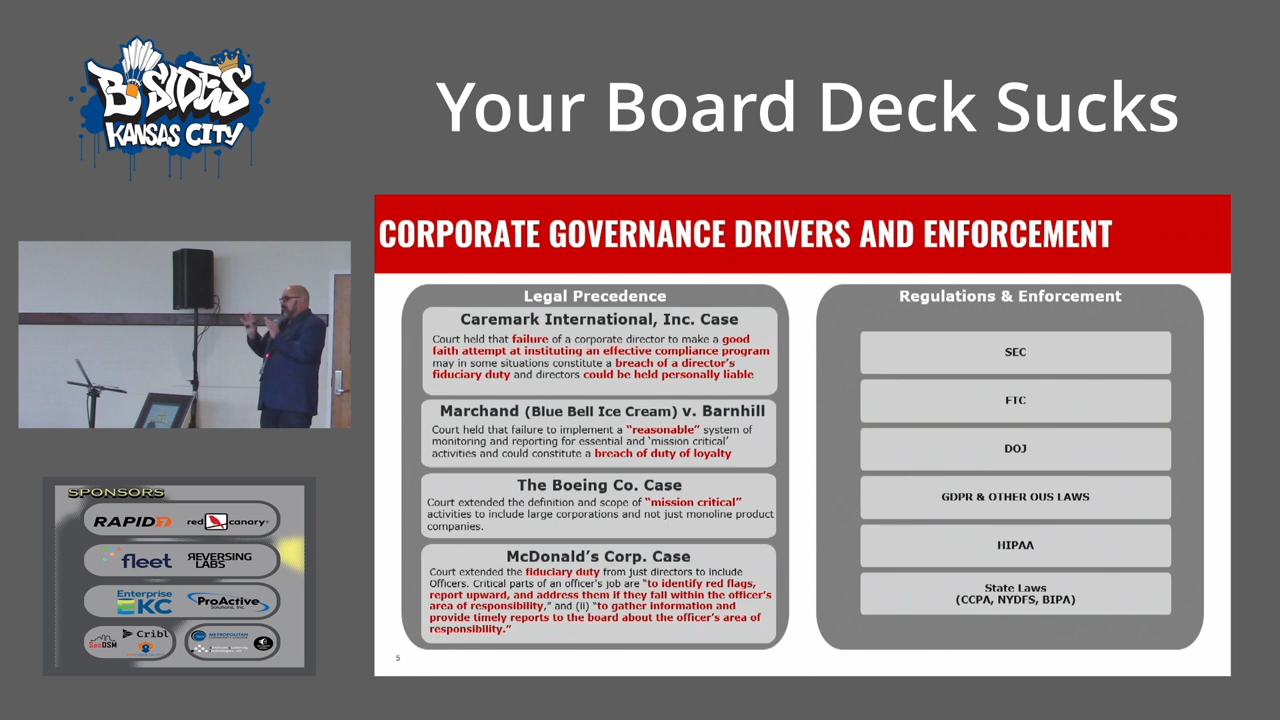 B SIDES
KANSAS CITY
Your Board Deck Sucks
CORPORATE GOVERNANCE DRIVERS AND ENFORCEMENT
Legal Precedence
Caremark International, Inc. Case
Court held that failure of a corporate director to make a good
faith attempt at instituting an effective compliance program
may in some situations constitute a breach of a director's
fiduciary duty and directors could be held personally liable
Marchand (Blue Bell Ice Cream) v. Barnhill
Court held that failure to implement a “reasonable” system of
monitoring and reporting for essential and ‘mission critical’
activities and could constitute a breach of duty of loyalty
The Boeing Co. Case
Court extended the definition and scope of “mission critical”
activities to include large corporations and not just monoline product
companies.
McDonald’s Corp. Case
Court extended the fiduciary duty from just directors to include
Officers. Critical parts of an officer’s job are “to identify red flags,
report upward, and address them if they fall within the officer’s
area of responsibility,” and (ii) “to gather information and
provide timely reports to the board about the officer’s area of
responsibility.”
Regulations & Enforcement
SEC
FTC
DOJ
GDPR & OTHER OUS LAWS
HIPAA
State Laws
(CCPA, NYDFS, BIPA)
5
SPONSORS
RAPID7
red canary
fleet
REVERSING
LABS
Enterprise
KC
ProActive
Solutions, Inc.
SecDSM
Cribl
METROPOLITAN